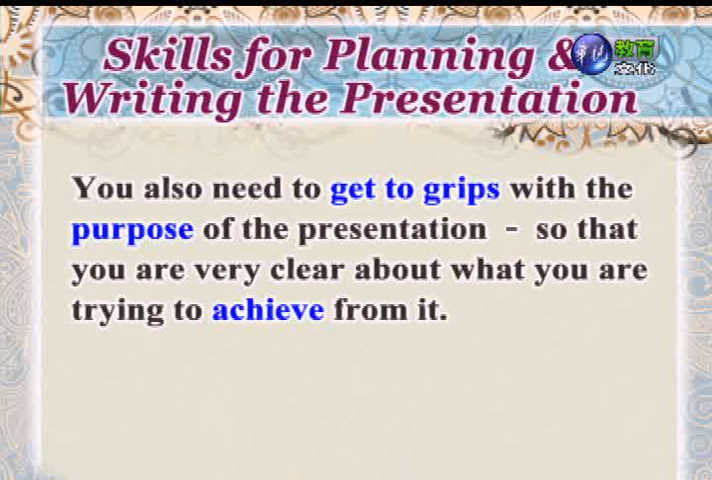 Skills for Planning &
Writing the Presentation
華視
教育
文化
You also need to get to grips with the
purpose of the presentation - so that
you are very clear about what you are
trying to achieve from it.